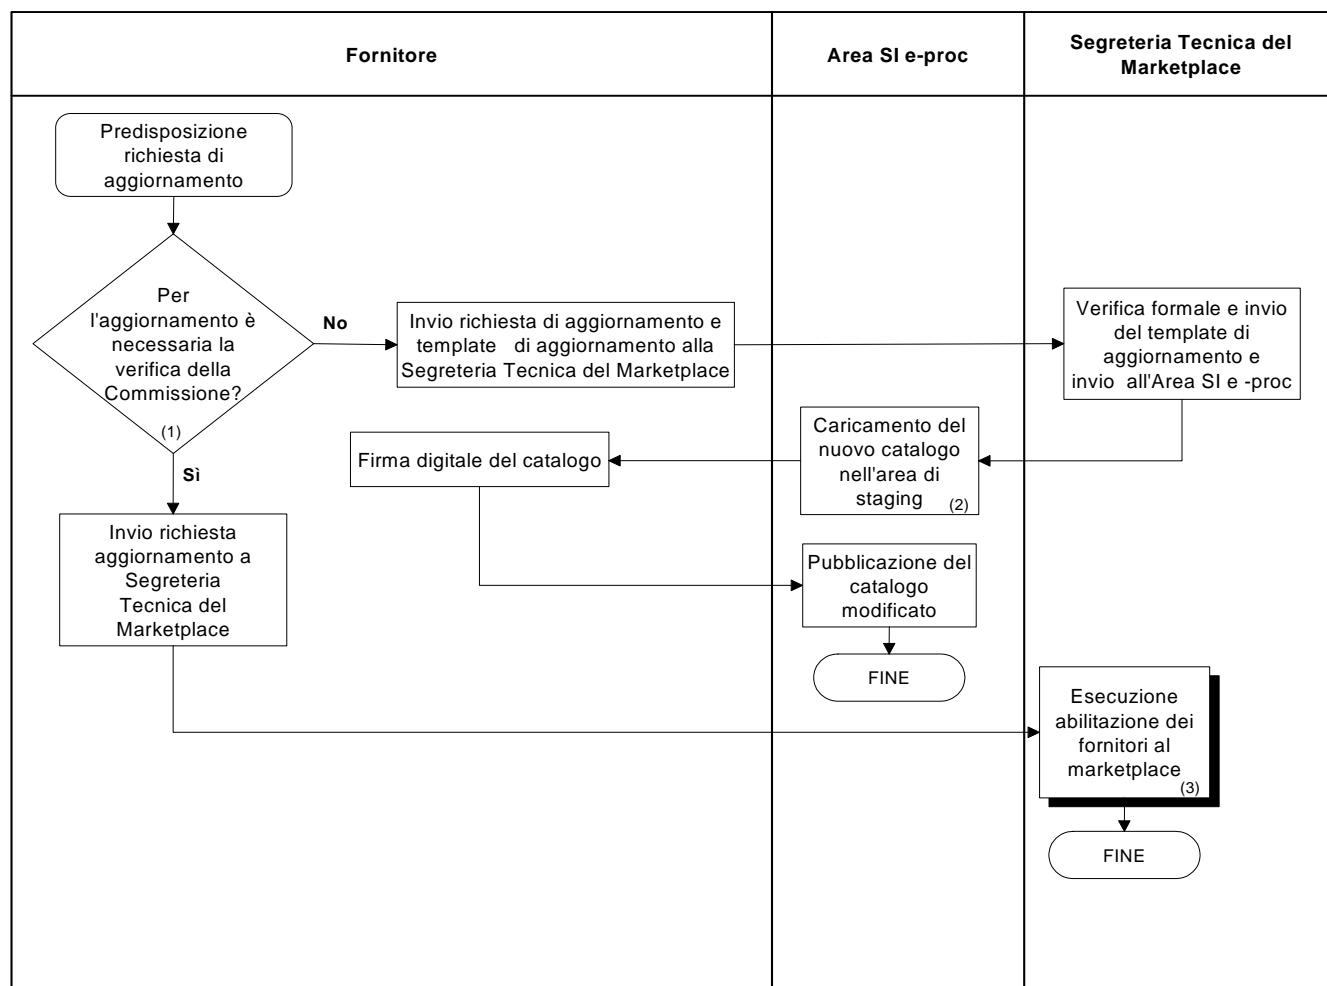 Fornitore
Area SI e-proc
Segreteria Tecnica del
Marketplace
Predisposizione
richiesta di
aggiornamento
Per
l'aggiornamento è
necessaria la
verifica della
Commissione?
(1)
No
Invio richiesta di aggiornamento e
template di aggiornamento alla
Segreteria Tecnica del Marketplace
Verifica formale e invio
del template di
aggiornamento e
invio all'Area SI e -proc
Caricamento del
nuovo catalogo
nell'area di
staging
(2)
Firma digitale del catalogo
Sì
Invio richiesta
aggiornamento a
Segreteria
Tecnica del
Marketplace
Pubblicazione del
catalogo
modificato
FINE
Esecuzione
abilitazione dei
fornitori al
marketplace
(3)
FINE